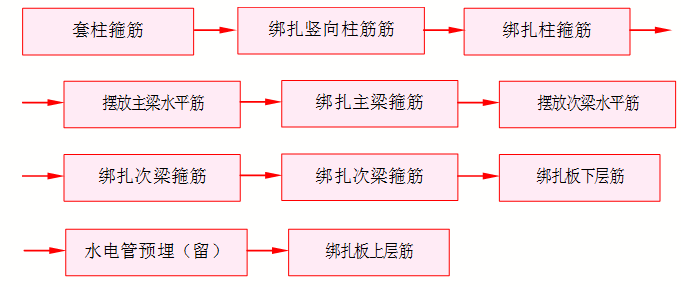 套柱箍筋
绑扎竖向柱筋筋
绑扎柱箍筋
摆放主梁水平筋
绑扎主梁箍筋
摆放次梁水平筋
绑扎次梁箍筋
绑扎次梁箍筋
绑扎板下层筋
水电管预埋（留）
绑扎板上层筋